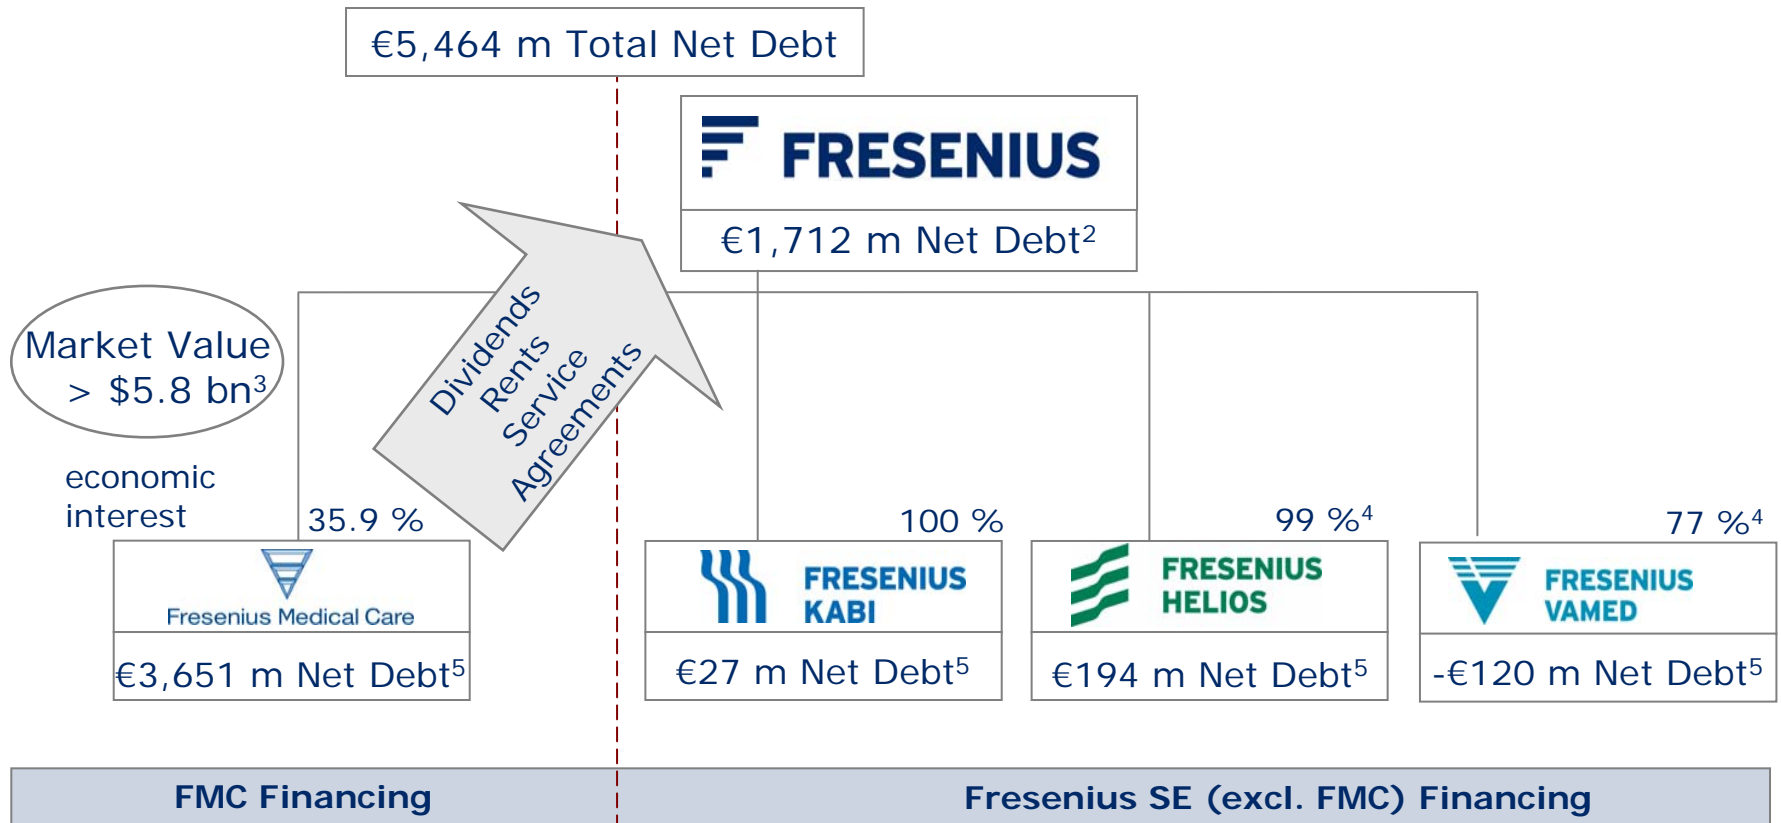 €5,464 m Total Net Debt
FRESENIUS
€1,712 m Net Debt²
Market Value
> $5.8 bn³
Dividends
Rents
Service
Agreements
economic
interest
35.9 %
100 %
99 %⁴
77 %⁴
Fresenius Medical Care
FRESENIUS
KABI
FRESENIUS
HELIOS
FRESENIUS
VAMED
€3,651 m Net Debt⁵
€27 m Net Debt⁵
€194 m Net Debt⁵
-€120 m Net Debt⁵
FMC Financing
Fresenius SE (excl. FMC) Financing